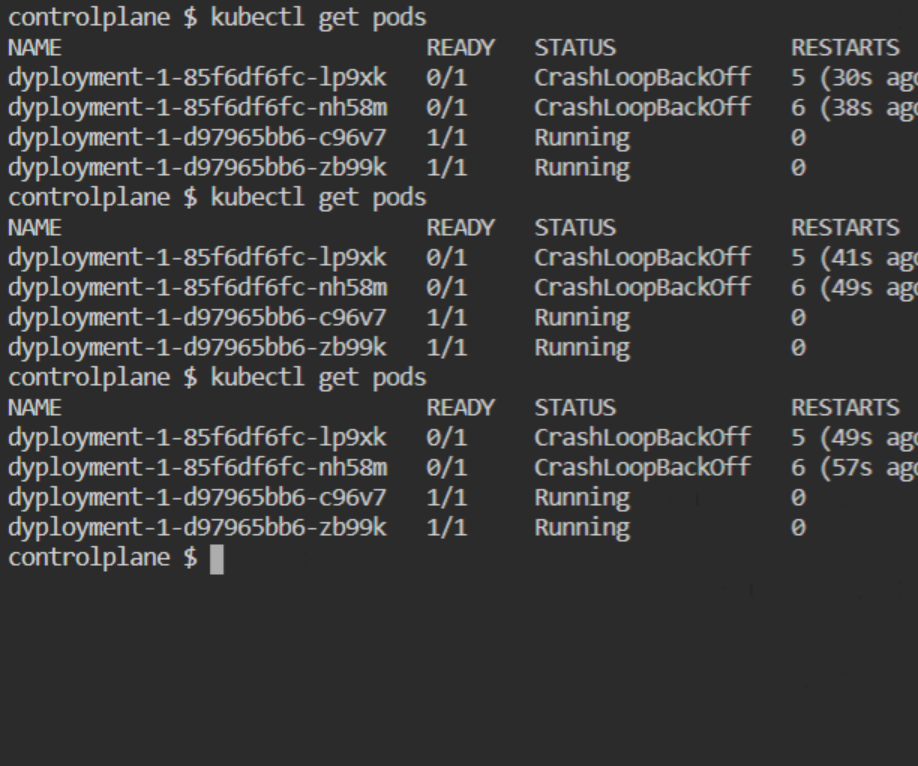 controlplane $ kubectl get pods
NAME READY STATUS RESTARTS
dyployment-1-85f6df6fc-lp9xk 0/1 CrashLoopBackOff 5 (30s ago
dyployment-1-85f6df6fc-nh58m 0/1 CrashLoopBackOff 6 (38s ago
dyployment-1-d97965bb6-c96v7 1/1 Running 0
dyployment-1-d97965bb6-zb99k 1/1 Running 0
controlplane $ kubectl get pods
NAME READY STATUS RESTARTS
dyployment-1-85f6df6fc-lp9xk 0/1 CrashLoopBackOff 5 (41s ago
dyployment-1-85f6df6fc-nh58m 0/1 CrashLoopBackOff 6 (49s ago
dyployment-1-d97965bb6-c96v7 1/1 Running 0
dyployment-1-d97965bb6-zb99k 1/1 Running 0
controlplane $ kubectl get pods
NAME READY STATUS RESTARTS
dyployment-1-85f6df6fc-lp9xk 0/1 CrashLoopBackOff 5 (49s ago
dyployment-1-85f6df6fc-nh58m 0/1 CrashLoopBackOff 6 (57s ago
dyployment-1-d97965bb6-c96v7 1/1 Running 0
dyployment-1-d97965bb6-zb99k 1/1 Running 0
controlplane $